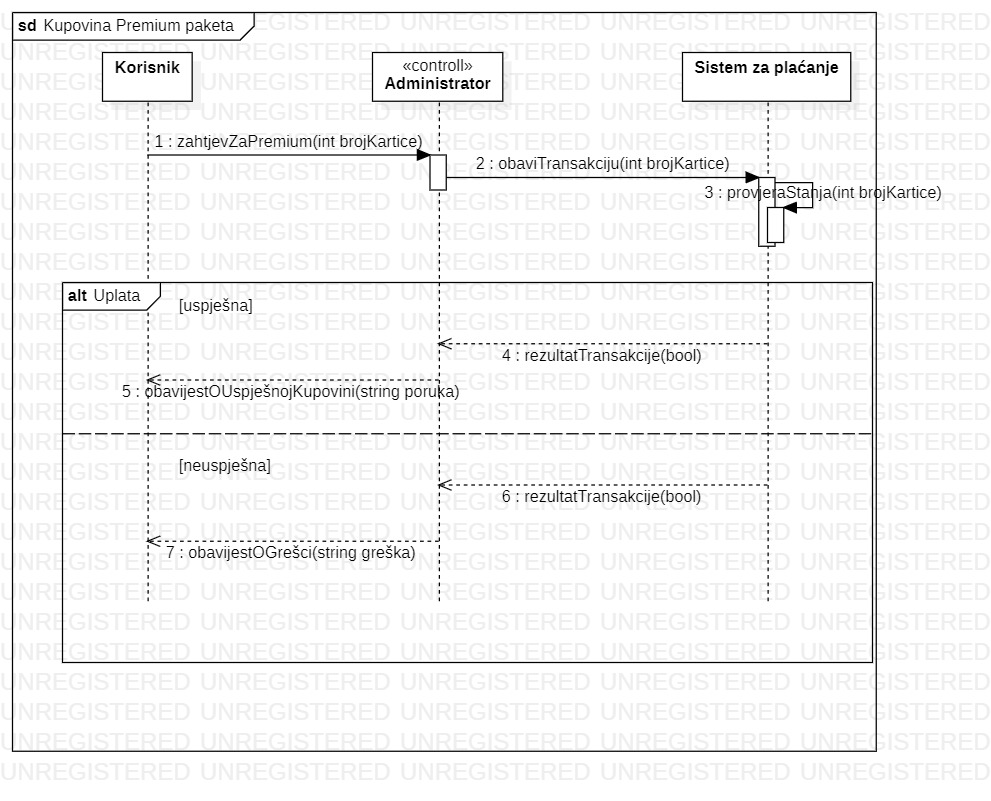 sd Kupovina Premium paketa
Korisnik
«controll»
Administrator
Sistem za plaćanje
1 : zahtjevZaPremium(int brojKartice)
2 : obaviTransakciju(int brojKartice)
3 : provjeraStanja(int brojKartice)
alt Uplata
[uspješna]
4 : rezultatTransakcije(bool)
5 : obavijestOUspješnojKupovini(string poruka)
[neuspješna]
6 : rezultatTransakcije(bool)
7 : obavijestOGrešci(string greška)
UNREGISTERED UNREGISTERED UNREGISTERED UNREGISTERED UNREGISTERED